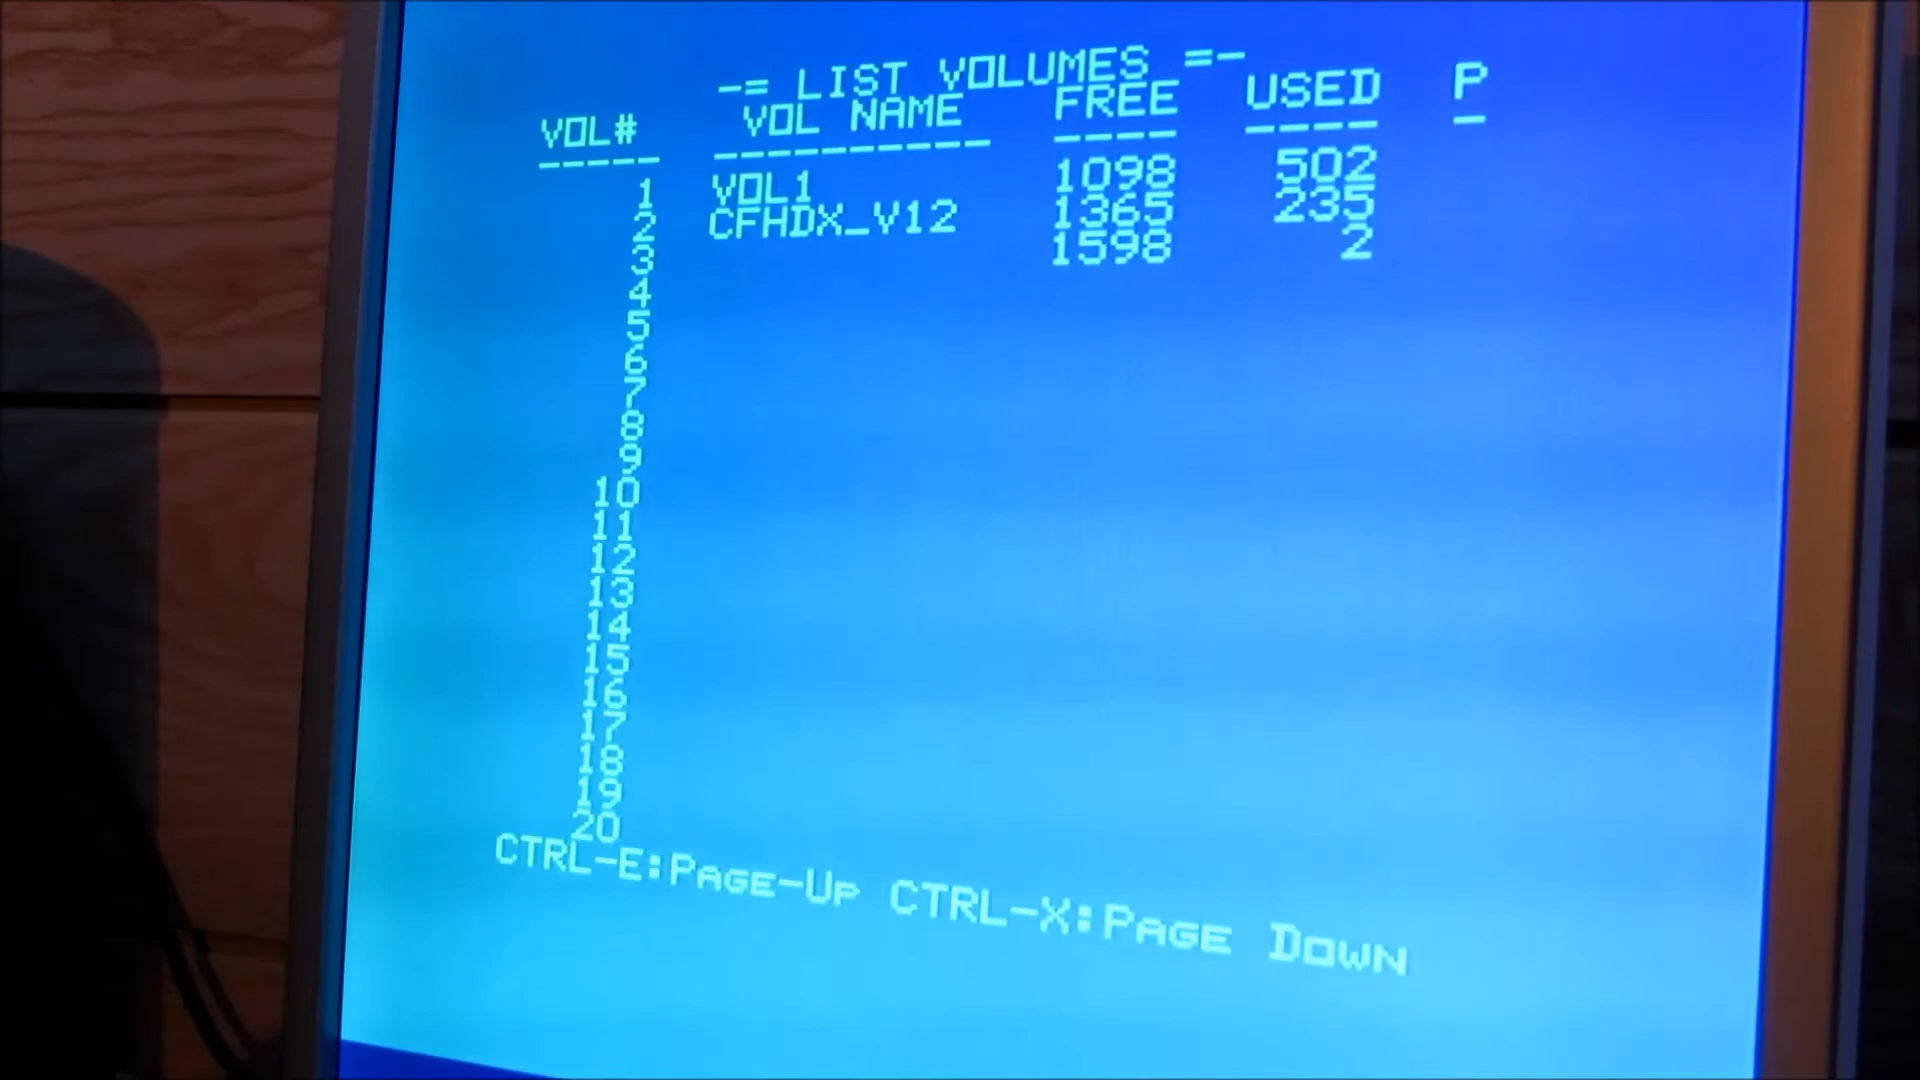 -= LIST VOLUMES =-
VOL# VOL NAME FREE USED P
----- ---------- ---- ---- -
1 VOL1 1098 502
2 CFHDX_V12 1365 235
3 1598 2
4
5
6
7
8
9
10
11
12
13
14
15
16
17
18
19
20
CTRL-E:PAGE-UP CTRL-X:PAGE DOWN